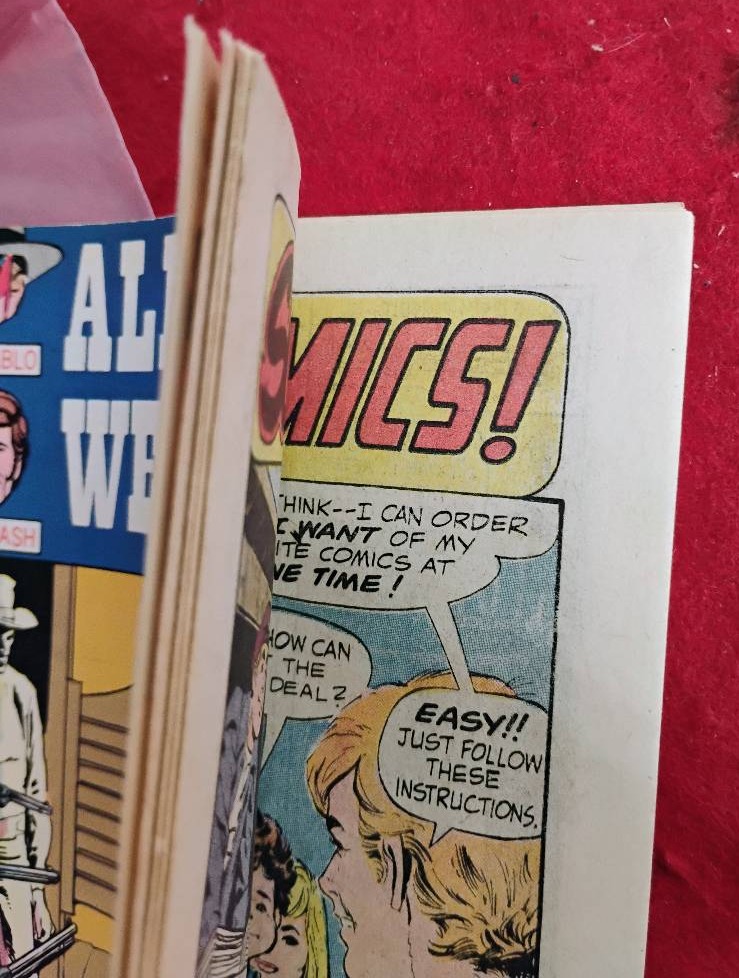 ABLO
ASH
AL
WE
MICS!
THINK--I CAN ORDER
WANT OF MY
ITE COMICS AT
NE TIME!
HOW CAN
THE
DEAL?
EASY!!
JUST FOLLOW
THESE
INSTRUCTIONS.